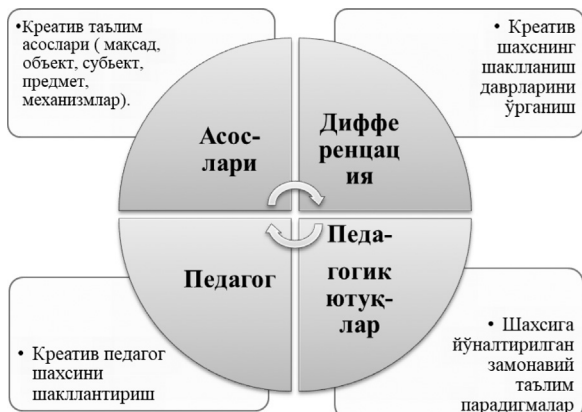 •Креатив таълим
асослари ( мақсад,
объект, субьект,
предмет,
механизмлар).
• Креатив
шахснинг
шаклланиш
даврларини
ўрганиш
Асос-
лари
Диффе
ренцац
ия
Педагог
Педа-
гогик
ютуқ-
лар
• Креатив педагог
шахсини
шакллантириш
• Шахсига
йўналтирилган
замонавий
таълим
парадигмалар